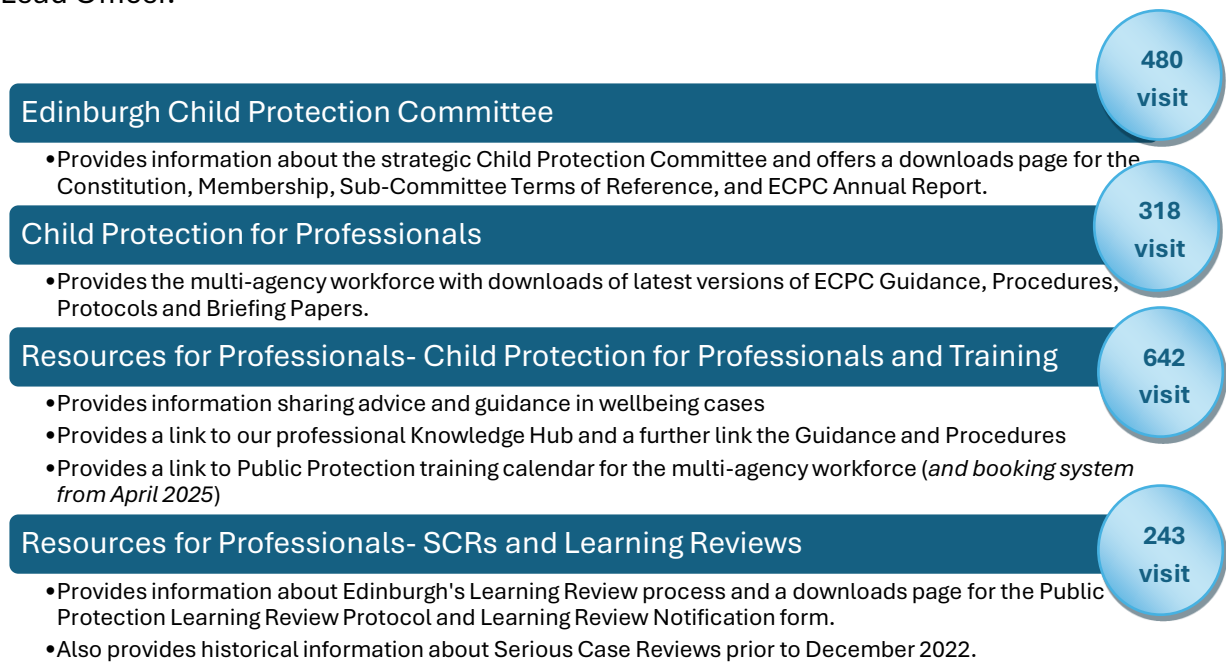 Lead Officer.
480
visit
Edinburgh Child Protection Committee
•Provides information about the strategic Child Protection Committee and offers a downloads page for the
Constitution, Membership, Sub-Committee Terms of Reference, and ECPC Annual Report.
318
visit
Child Protection for Professionals
•Provides the multi-agency workforce with downloads of latest versions of ECPC Guidance, Procedures,
Protocols and Briefing Papers.
642
visit
Resources for Professionals- Child Protection for Professionals and Training
•Provides information sharing advice and guidance in wellbeing cases
•Provides a link to our professional Knowledge Hub and a further link the Guidance and Procedures
•Provides a link to Public Protection training calendar for the multi-agency workforce (and booking system
from April 2025)
243
visit
Resources for Professionals- SCRs and Learning Reviews
•Provides information about Edinburgh's Learning Review process and a downloads page for the Public
Protection Learning Review Protocol and Learning Review Notification form.
•Also provides historical information about Serious Case Reviews prior to December 2022.